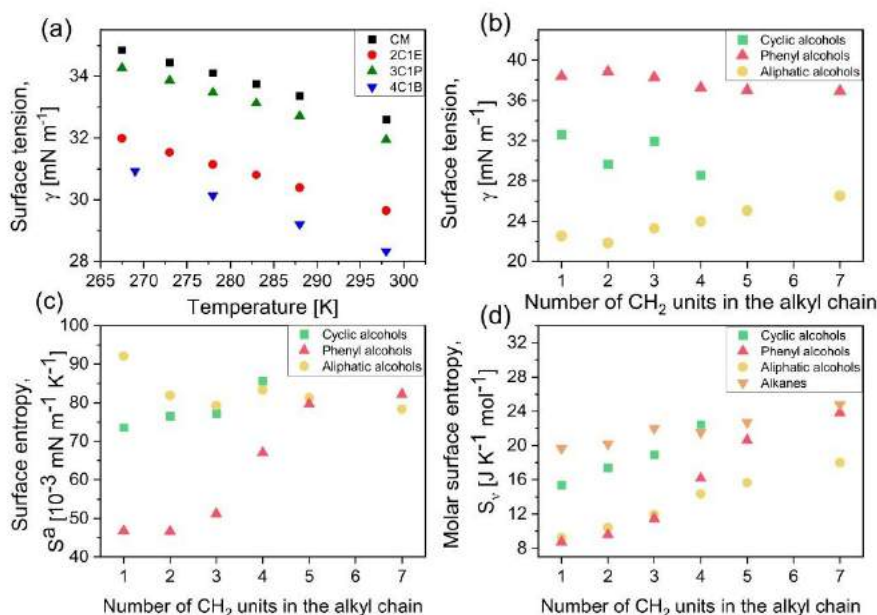 (a)
CM
2C1E
3C1P
4C1B
Surface tension,
γ [mN m⁻¹]
34
32
30
28
265 270 275 280 285 290 295 300
Temperature [K]
(b)
Cyclic alcohols
Phenyl alcohols
Aliphatic alcohols
Surface tension,
γ [mN m⁻¹]
40
36
32
28
24
20
1 2 3 4 5 6 7
Number of CH₂ units in the alkyl chain
(c)
Cyclic alcohols
Phenyl alcohols
Aliphatic alcohols
Surface entropy,
Sᵃ [10⁻³ mN m⁻¹ K⁻¹]
100
90
80
70
60
50
40
1 2 3 4 5 6 7
Number of CH₂ units in the alkyl chain
(d)
Cyclic alcohols
Phenyl alcohols
Aliphatic alcohols
Alkanes
Molar surface entropy,
Sᵥ [J K⁻¹ mol⁻¹]
32
28
24
20
16
12
8
1 2 3 4 5 6 7
Number of CH₂ units in the alkyl chain